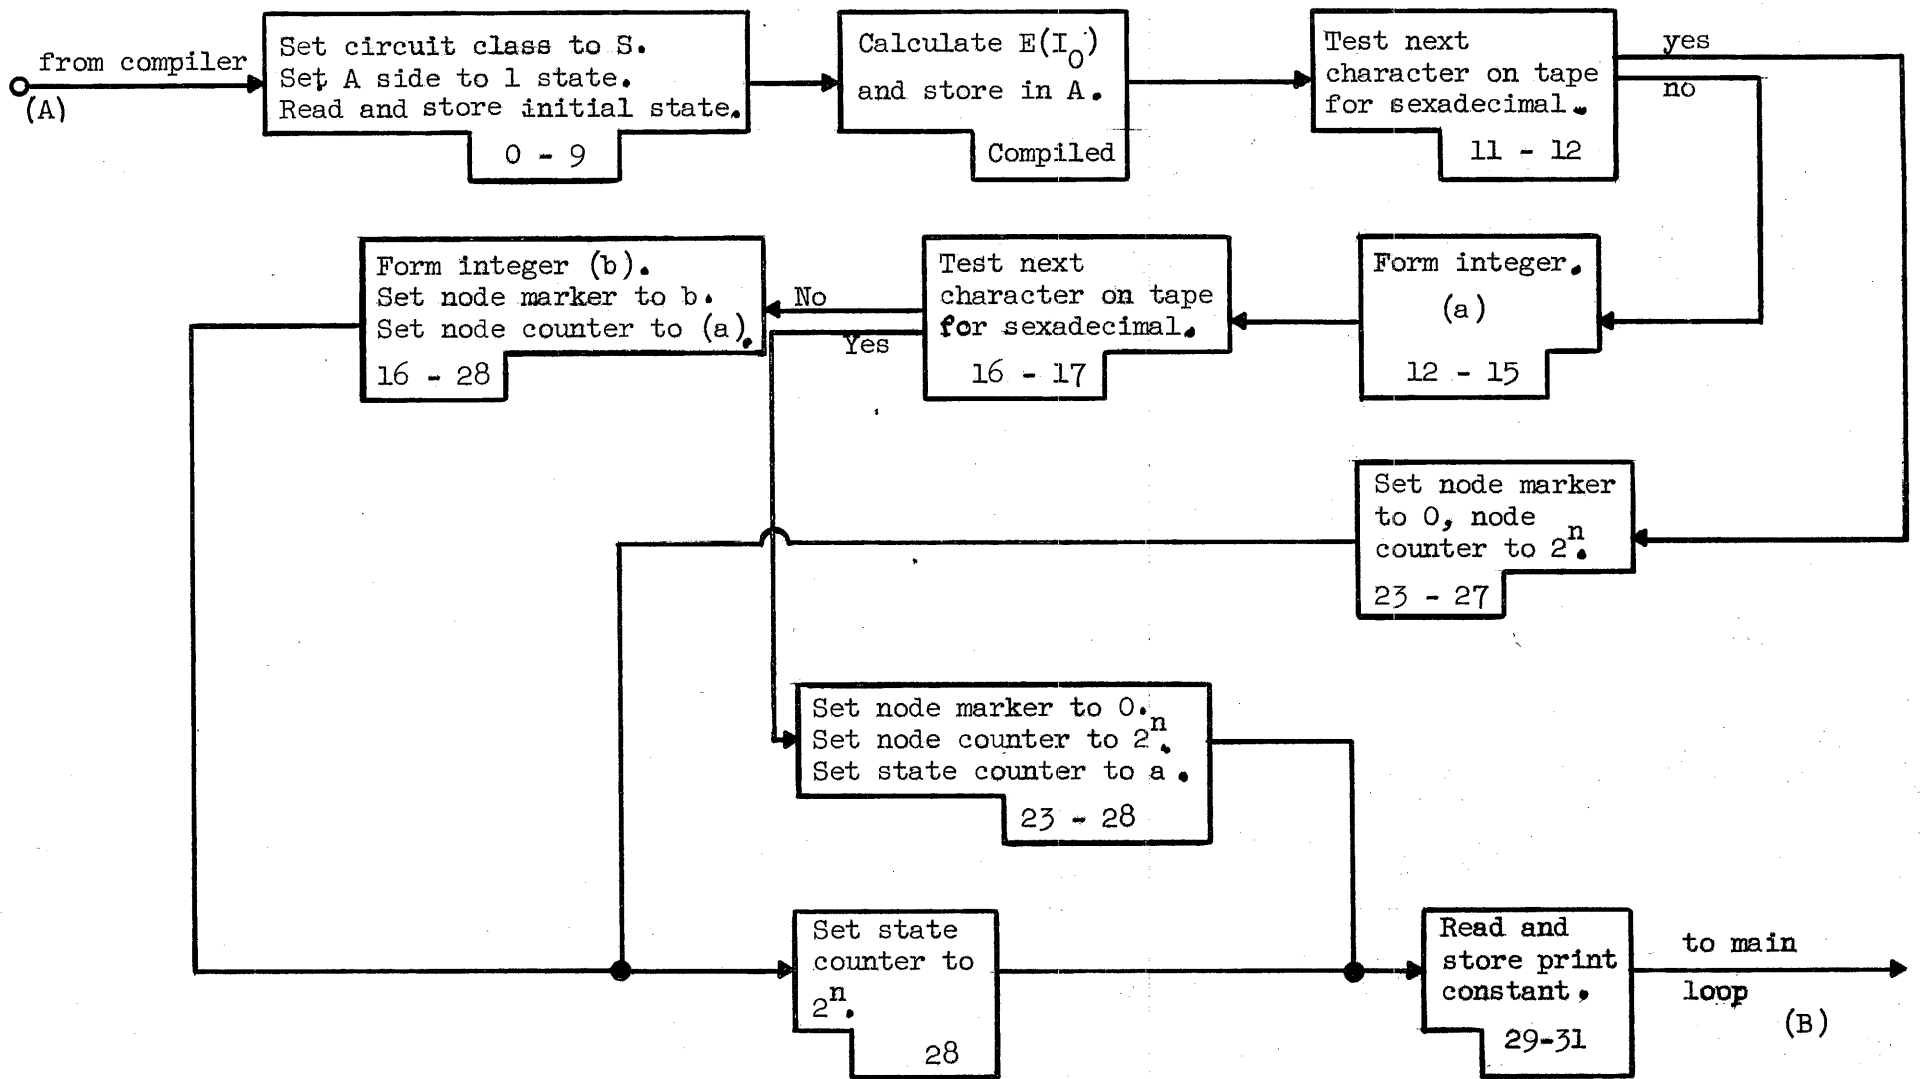 from compiler
(A)
Set circuit class to S.
Set A side to 1 state.
Read and store initial state.
0 - 9
Calculate E(I₀)
and store in A.
Compiled
Test next
character on tape
for sexadecimal.
11 - 12
yes
no
Form integer (b).
Set node marker to b.
Set node counter to (a).
16 - 28
No
Yes
Test next
character on tape
for sexadecimal.
16 - 17
Form integer.
(a)
12 - 15
Set node marker
to 0, node
counter to 2ⁿ.
23 - 27
Set node marker to 0.
Set node counter to 2ⁿ.
Set state counter to a.
23 - 28
Set state
counter to
2ⁿ.
28
Read and
store print
constant.
29-31
to main
loop
(B)